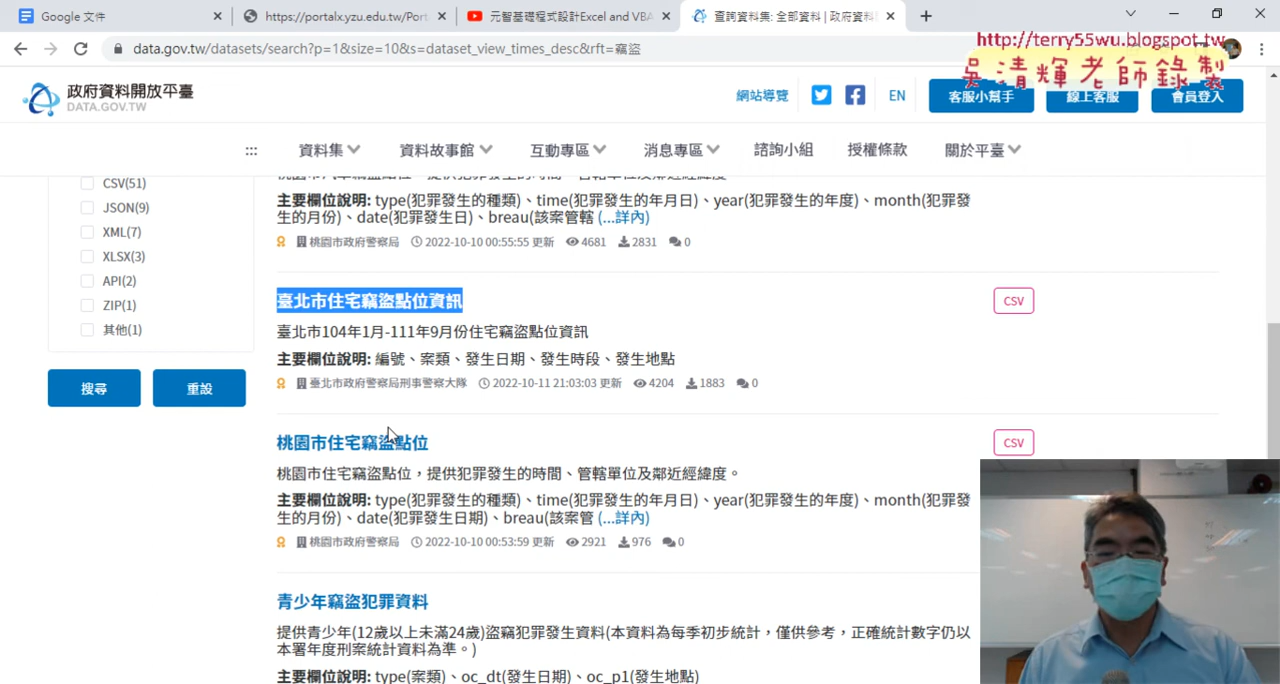 Google 文件
https://portalx.yzu.edu.tw/Port
元智基礎程式設計Excel and VBA
查詢資料集: 全部資料 | 政府資料
data.gov.tw/datasets/search?p=1&size=10&s=dataset_view_times_desc&rft=竊盜
http://terry55wu.blogspot.tw
吳清輝老師錄製
政府資料開放平臺
DATA.GOV.TW
網站導覽
EN
客服小幫手
線上客服
會員登入
資料集
資料故事館
互動專區
消息專區
諮詢小組
授權條款
關於平臺
CSV(51)
JSON(9)
XML(7)
XLSX(3)
API(2)
ZIP(1)
其他(1)
搜尋
重設
主要欄位說明: type(犯罪發生的種類)、time(犯罪發生的年月日)、year(犯罪發生的年度)、month(犯罪發
生的月份)、date(犯罪發生日)、breau(該案管轄 (...詳內)
桃園市政府警察局 2022-10-10 00:55:55 更新 4681 2831 0
臺北市住宅竊盜點位資訊
CSV
臺北市104年1月-111年9月份住宅竊盜點位資訊
主要欄位說明: 編號、案類、發生日期、發生時段、發生地點
臺北市政府警察局刑事警察大隊 2022-10-11 21:03:03 更新 4204 1883 0
桃園市住宅竊盜點位
CSV
桃園市住宅竊盜點位，提供犯罪發生的時間、管轄單位及鄰近經緯度。
主要欄位說明: type(犯罪發生的種類)、time(犯罪發生的年月日)、year(犯罪發生的年度)、month(犯罪發
生的月份)、date(犯罪發生日期)、breau(該案管 (...詳內)
桃園市政府警察局 2022-10-10 00:53:59 更新 2921 976 0
青少年竊盜犯罪資料
提供青少年(12歲以上未滿24歲)盜竊犯罪發生資料(本資料為每季初步統計，僅供參考，正確統計數字仍以
本署年度刑案統計資料為準。)
主要欄位說明: type(案類)、oc_dt(發生日期)、oc_p1(發生地點)